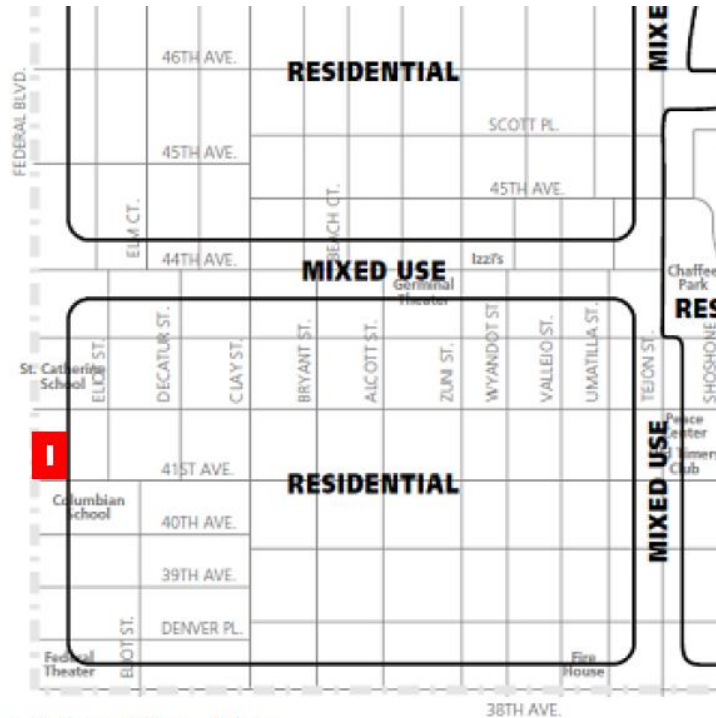 MIXE
46TH AVE.
RESIDENTIAL
FEDERAL BLVD.
SCOTT PL.
45TH AVE.
45TH AVE.
ELM CT.
BEACH CT.
44TH AVE.
MIXED USE
Izzi's
Germinal
Theater
Chaffee
Park
RES
ELIOT ST.
DECATUR ST.
CLAY ST.
BRYANT ST.
ALCOTT ST.
ZUNI ST.
WYANDOT ST
VALLEJO ST.
UMATILLA ST.
TEJON ST.
SHOSHONE
St. Catherine
School
Peace
Center
d Timers
Club
MIXED USE
I
41ST AVE.
RESIDENTIAL
Columbian
School
40TH AVE.
39TH AVE.
ELIOT ST.
DENVER PL.
Federal
Theater
Fire
House
38TH AVE.